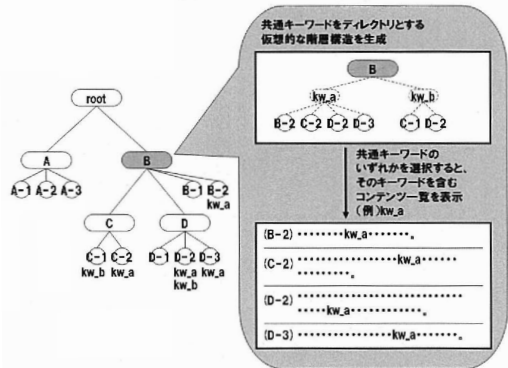 共通キーワードをディレクトリとする
仮想的な階層構造を生成
B
kw_a kw_b
B-2 C-2 D-2 D-3 C-1 D-2
共通キーワードの
いずれかを選択すると、
そのキーワードを含む
コンテンツ一覧を表示
(例)kw_a
(B-2) ········kw_a·······。
(C-2) ················kw_a······
·········。
(D-2) ··························
·····kw_a·············。
(D-3) ···············kw_a·······。
root
A B
A-1 A-2 A-3 B-1 B-2
kw_a
C D
C-1 C-2 D-1 D-2 D-3
kw_b kw_a kw_a kw_a
kw_b